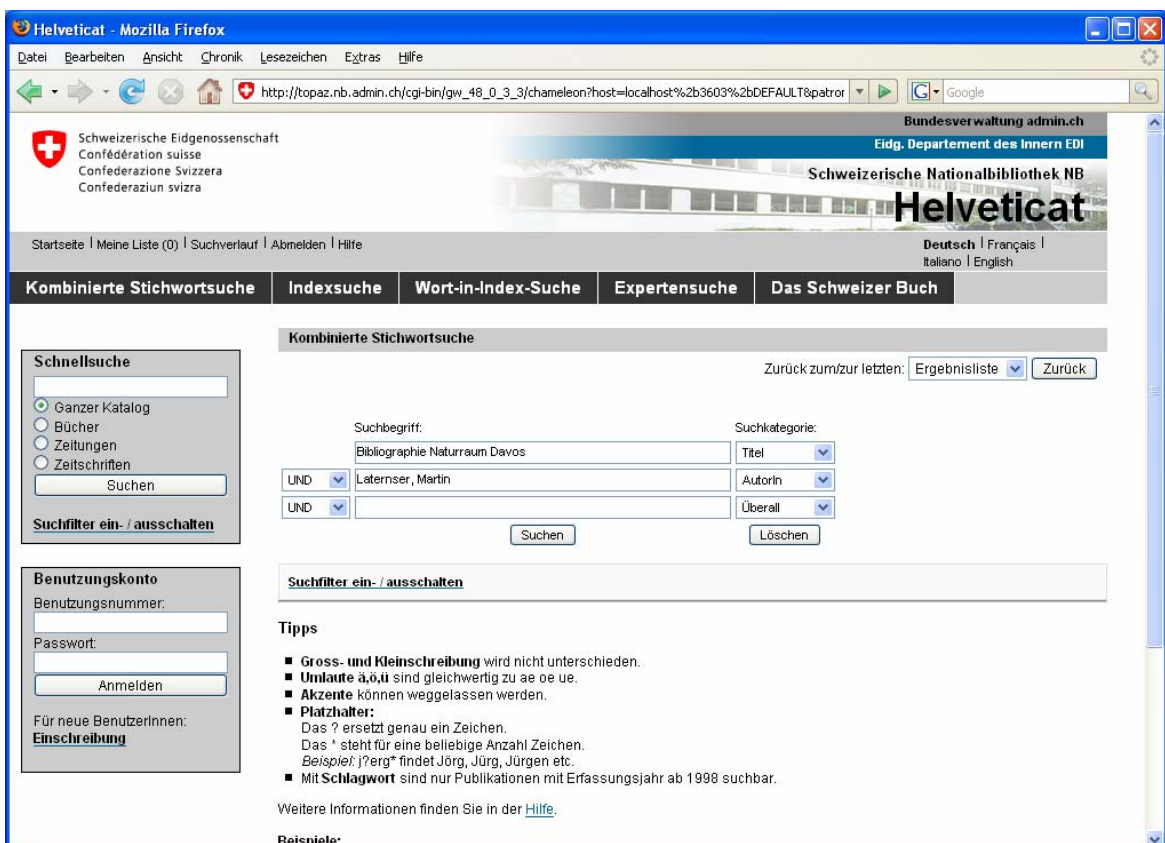 Helveticat - Mozilla Firefox
Datei Bearbeiten Ansicht Chronik Lesezeichen Extras Hilfe
http://topaz.nb.admin.ch/cgi-bin/gw_48_0_3_3/chameleon?host=localhost%2b3603%2bDEFAULT&patror
Google
Schweizerische Eidgenossenschaft
Confédération suisse
Confederazione Svizzera
Confederaziun svizra
Bundesverwaltung admin.ch
Eidg. Departement des Innern EDI
Schweizerische Nationalbibliothek NB
Helveticat
Startseite | Meine Liste (0) | Suchverlauf | Abmelden | Hilfe
Deutsch | Français |
Italiano | English
Kombinierte Stichwortsuche Indexsuche Wort-in-Index-Suche Expertensuche Das Schweizer Buch
Schnellsuche
Ganzer Katalog
Bücher
Zeitungen
Zeitschriften
Suchen
Suchfilter ein- / ausschalten
Benutzungskonto
Benutzungsnummer:
Passwort:
Anmelden
Für neue BenutzerInnen:
Einschreibung
Kombinierte Stichwortsuche
Zurück zum/zur letzten: Ergebnisliste Zurück
Suchbegriff: Suchkategorie:
Bibliographie Naturraum Davos Titel
UND Laternser, Martin AutorIn
UND Überall
Suchen Löschen
Suchfilter ein- / ausschalten
Tipps
Gross- und Kleinschreibung wird nicht unterschieden.
Umlaute ä,ö,ü sind gleichwertig zu ae oe ue.
Akzente können weggelassen werden.
Platzhalter:
Das ? ersetzt genau ein Zeichen.
Das * steht für eine beliebige Anzahl Zeichen.
Beispiel: j?erg* findet Jörg, Jürg, Jürgen etc.
Mit Schlagwort sind nur Publikationen mit Erfassungsjahr ab 1998 suchbar.
Weitere Informationen finden Sie in der Hilfe.
Beispiele: